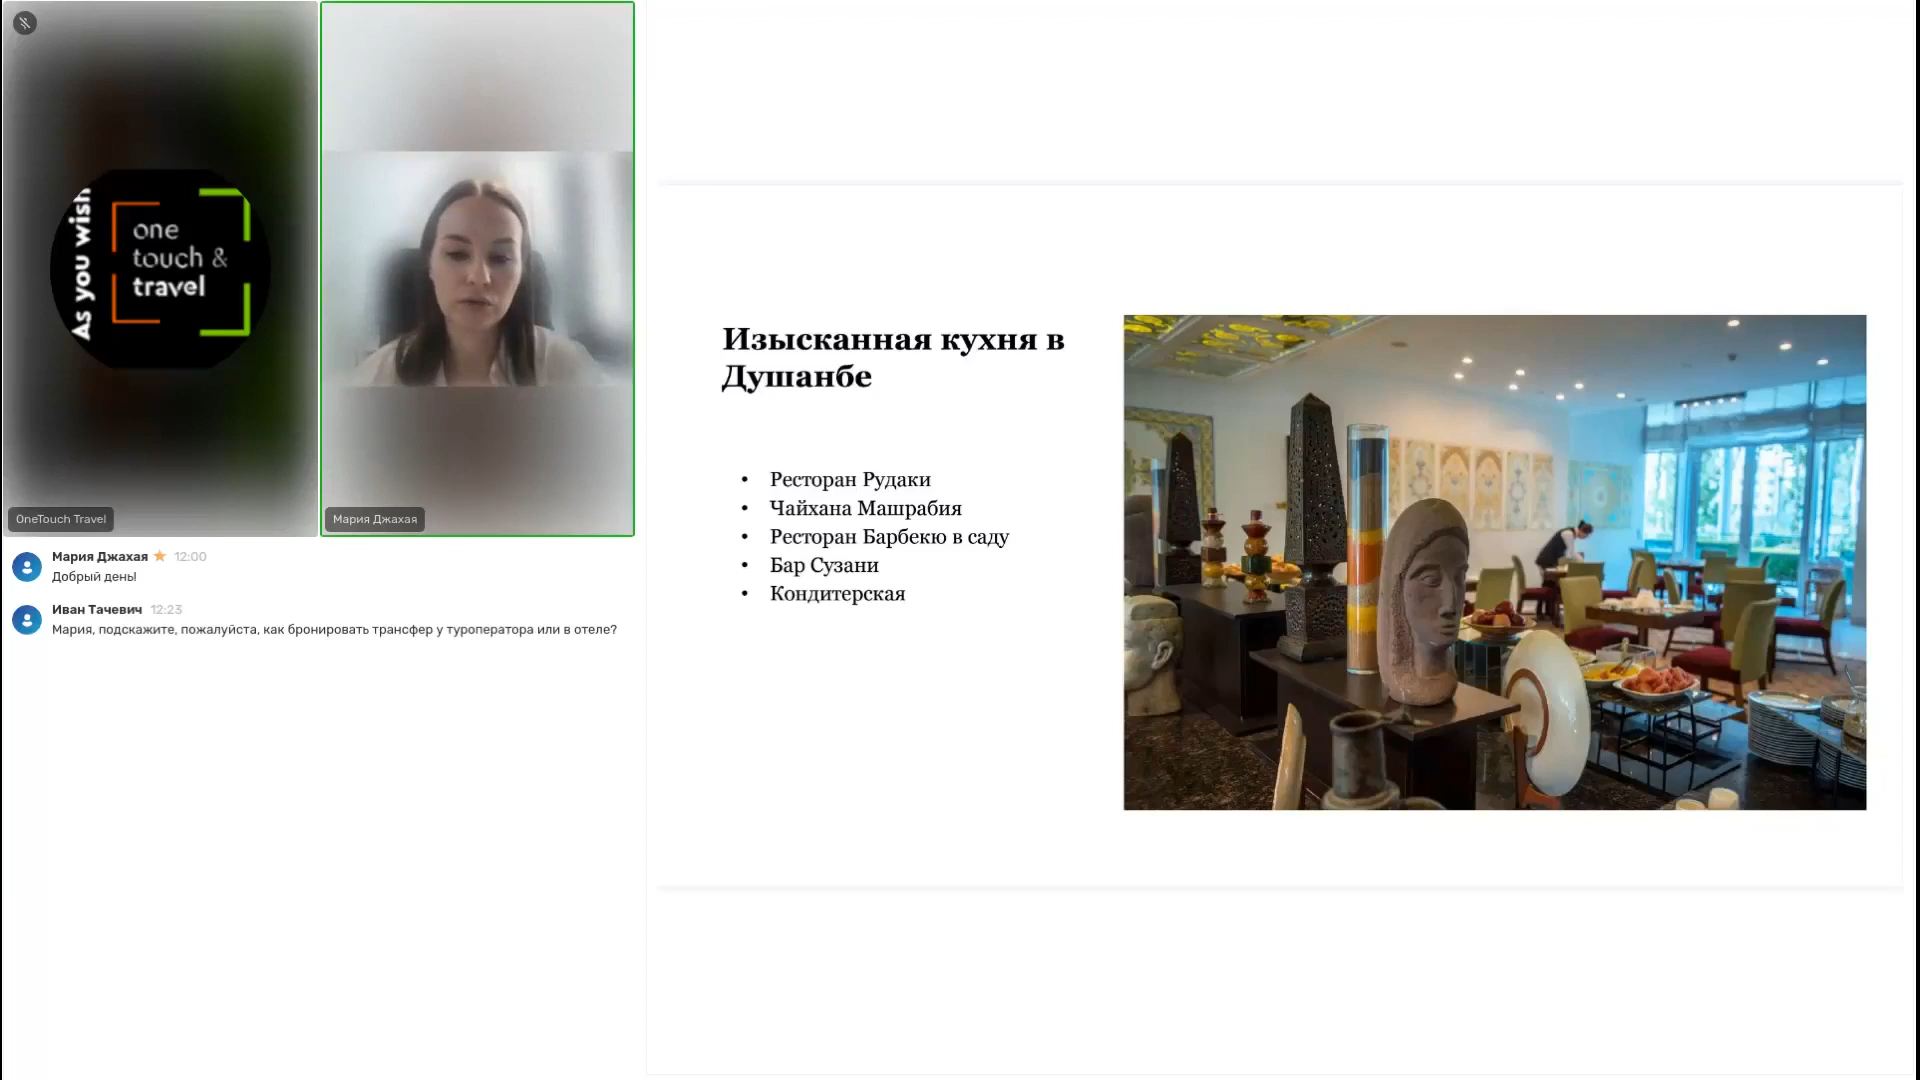 As you wish
one
touch &
travel
OneTouch Travel
Мария Джахая
Мария Джахая 12:00
Добрый день!
Иван Тачевич 12:23
Мария, подскажите, пожалуйста, как бронировать трансфер у туроператора или в отеле?
Изысканная кухня в
Душанбе
• Ресторан Рудаки
• Чайхана Машрабия
• Ресторан Барбекю в саду
• Бар Сузани
• Кондитерская